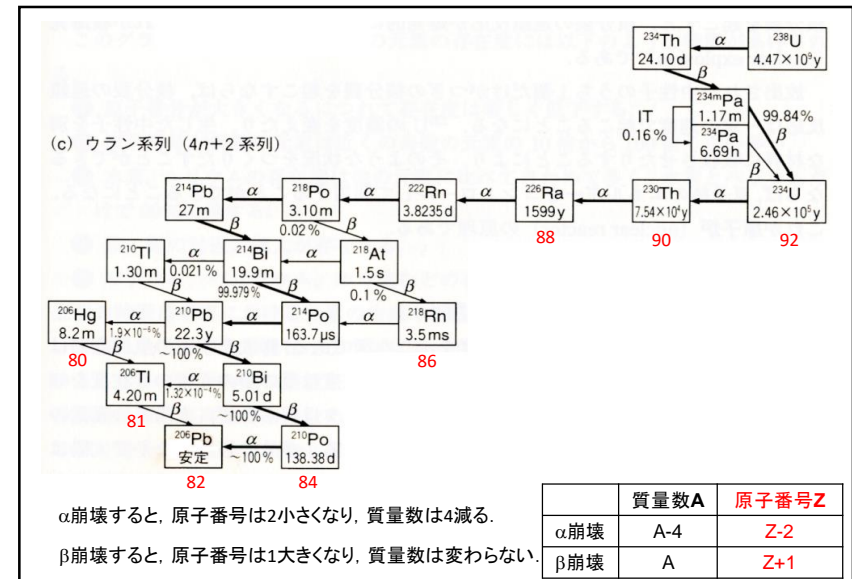 ²³⁴Th α ²³⁸U
24.10 d 4.47×10⁹y
β
²³⁴ᵐPa
1.17m 99.84%
IT
0.16% ²³⁴Pa β
6.69h
(c) ウラン系列 (4n+2 系列)
β
²¹⁴Pb α ²¹⁸Po α ²²²Rn α ²²⁶Ra α ²³⁰Th α ²³⁴U
27m 3.10m 3.8235d 1599y 7.54×10⁴y 2.46×10⁵y
88 90 92
β 0.02% β
²¹⁰Tl α ²¹⁴Bi α ²¹⁸At
1.30m 0.021% 19.9m 1.5s
99.979% 0.1%
β β β
²⁰⁶Hg α ²¹⁰Pb α ²¹⁴Po α ²¹⁸Rn
8.2m 1.9×10⁻⁶% 22.3y 163.7μs 3.5ms
80 86
β ~100% β
²⁰⁶Tl α ²¹⁰Bi
4.20m 1.32×10⁻⁴% 5.01d
81
β ~100% β
²⁰⁶Pb α ²¹⁰Po
安定 ~100% 138.38d
82 84
α崩壊すると, 原子番号は2小さくなり, 質量数は4減る.
β崩壊すると, 原子番号は1大きくなり, 質量数は変わらない.
質量数A 原子番号Z
α崩壊 A-4 Z-2
β崩壊 A Z+1